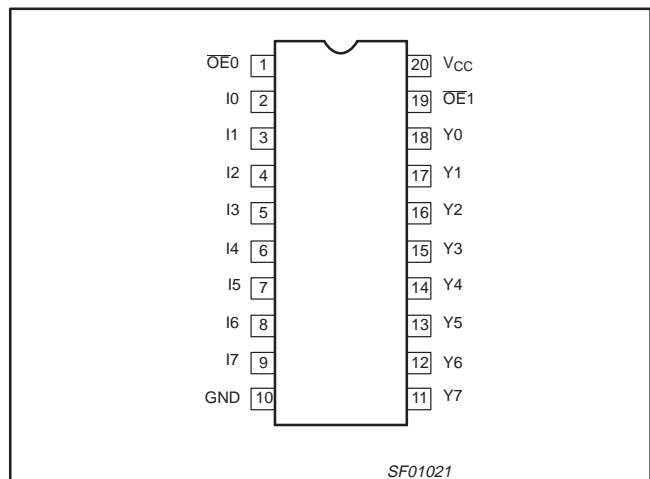 O̅E̅0 1 20 VCC
I0 2 19 O̅E̅1
I1 3 18 Y0
I2 4 17 Y1
I3 5 16 Y2
I4 6 15 Y3
I5 7 14 Y4
I6 8 13 Y5
I7 9 12 Y6
GND 10 11 Y7
SF01021